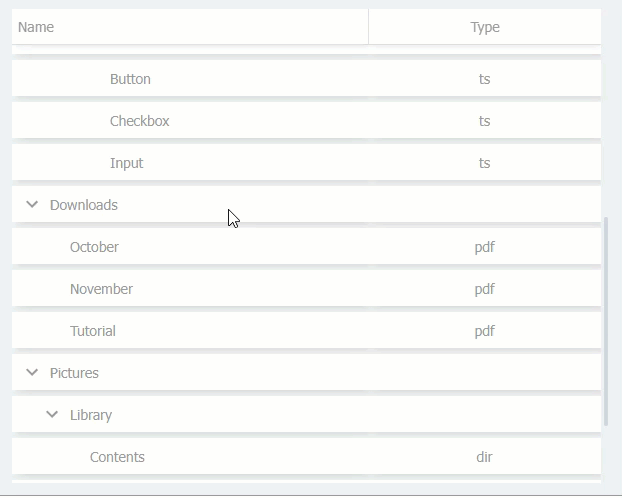 Name Type
Button ts
Checkbox ts
Input ts
Downloads
October pdf
November pdf
Tutorial pdf
Pictures
Library
Contents dir